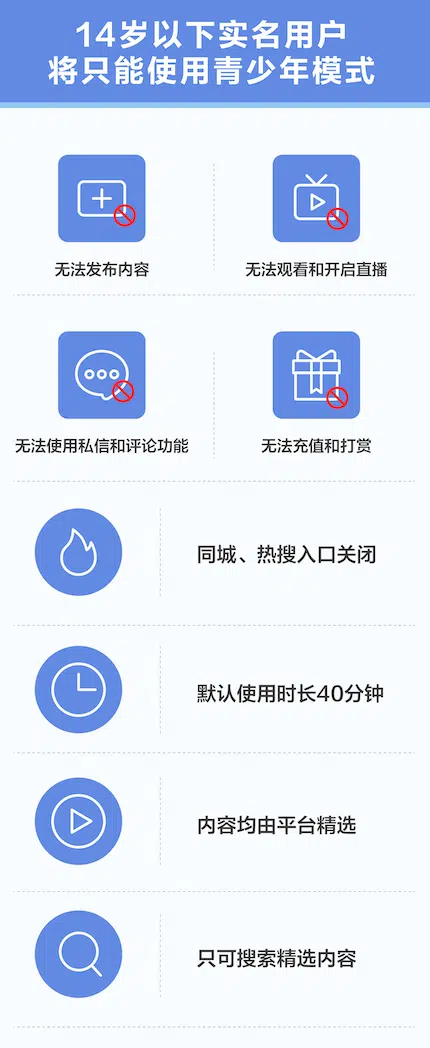 14岁以下实名用户
将只能使用青少年模式
无法发布内容
无法观看和开启直播
无法使用私信和评论功能
无法充值和打赏
同城、热搜入口关闭
默认使用时长40分钟
内容均由平台精选
只可搜索精选内容